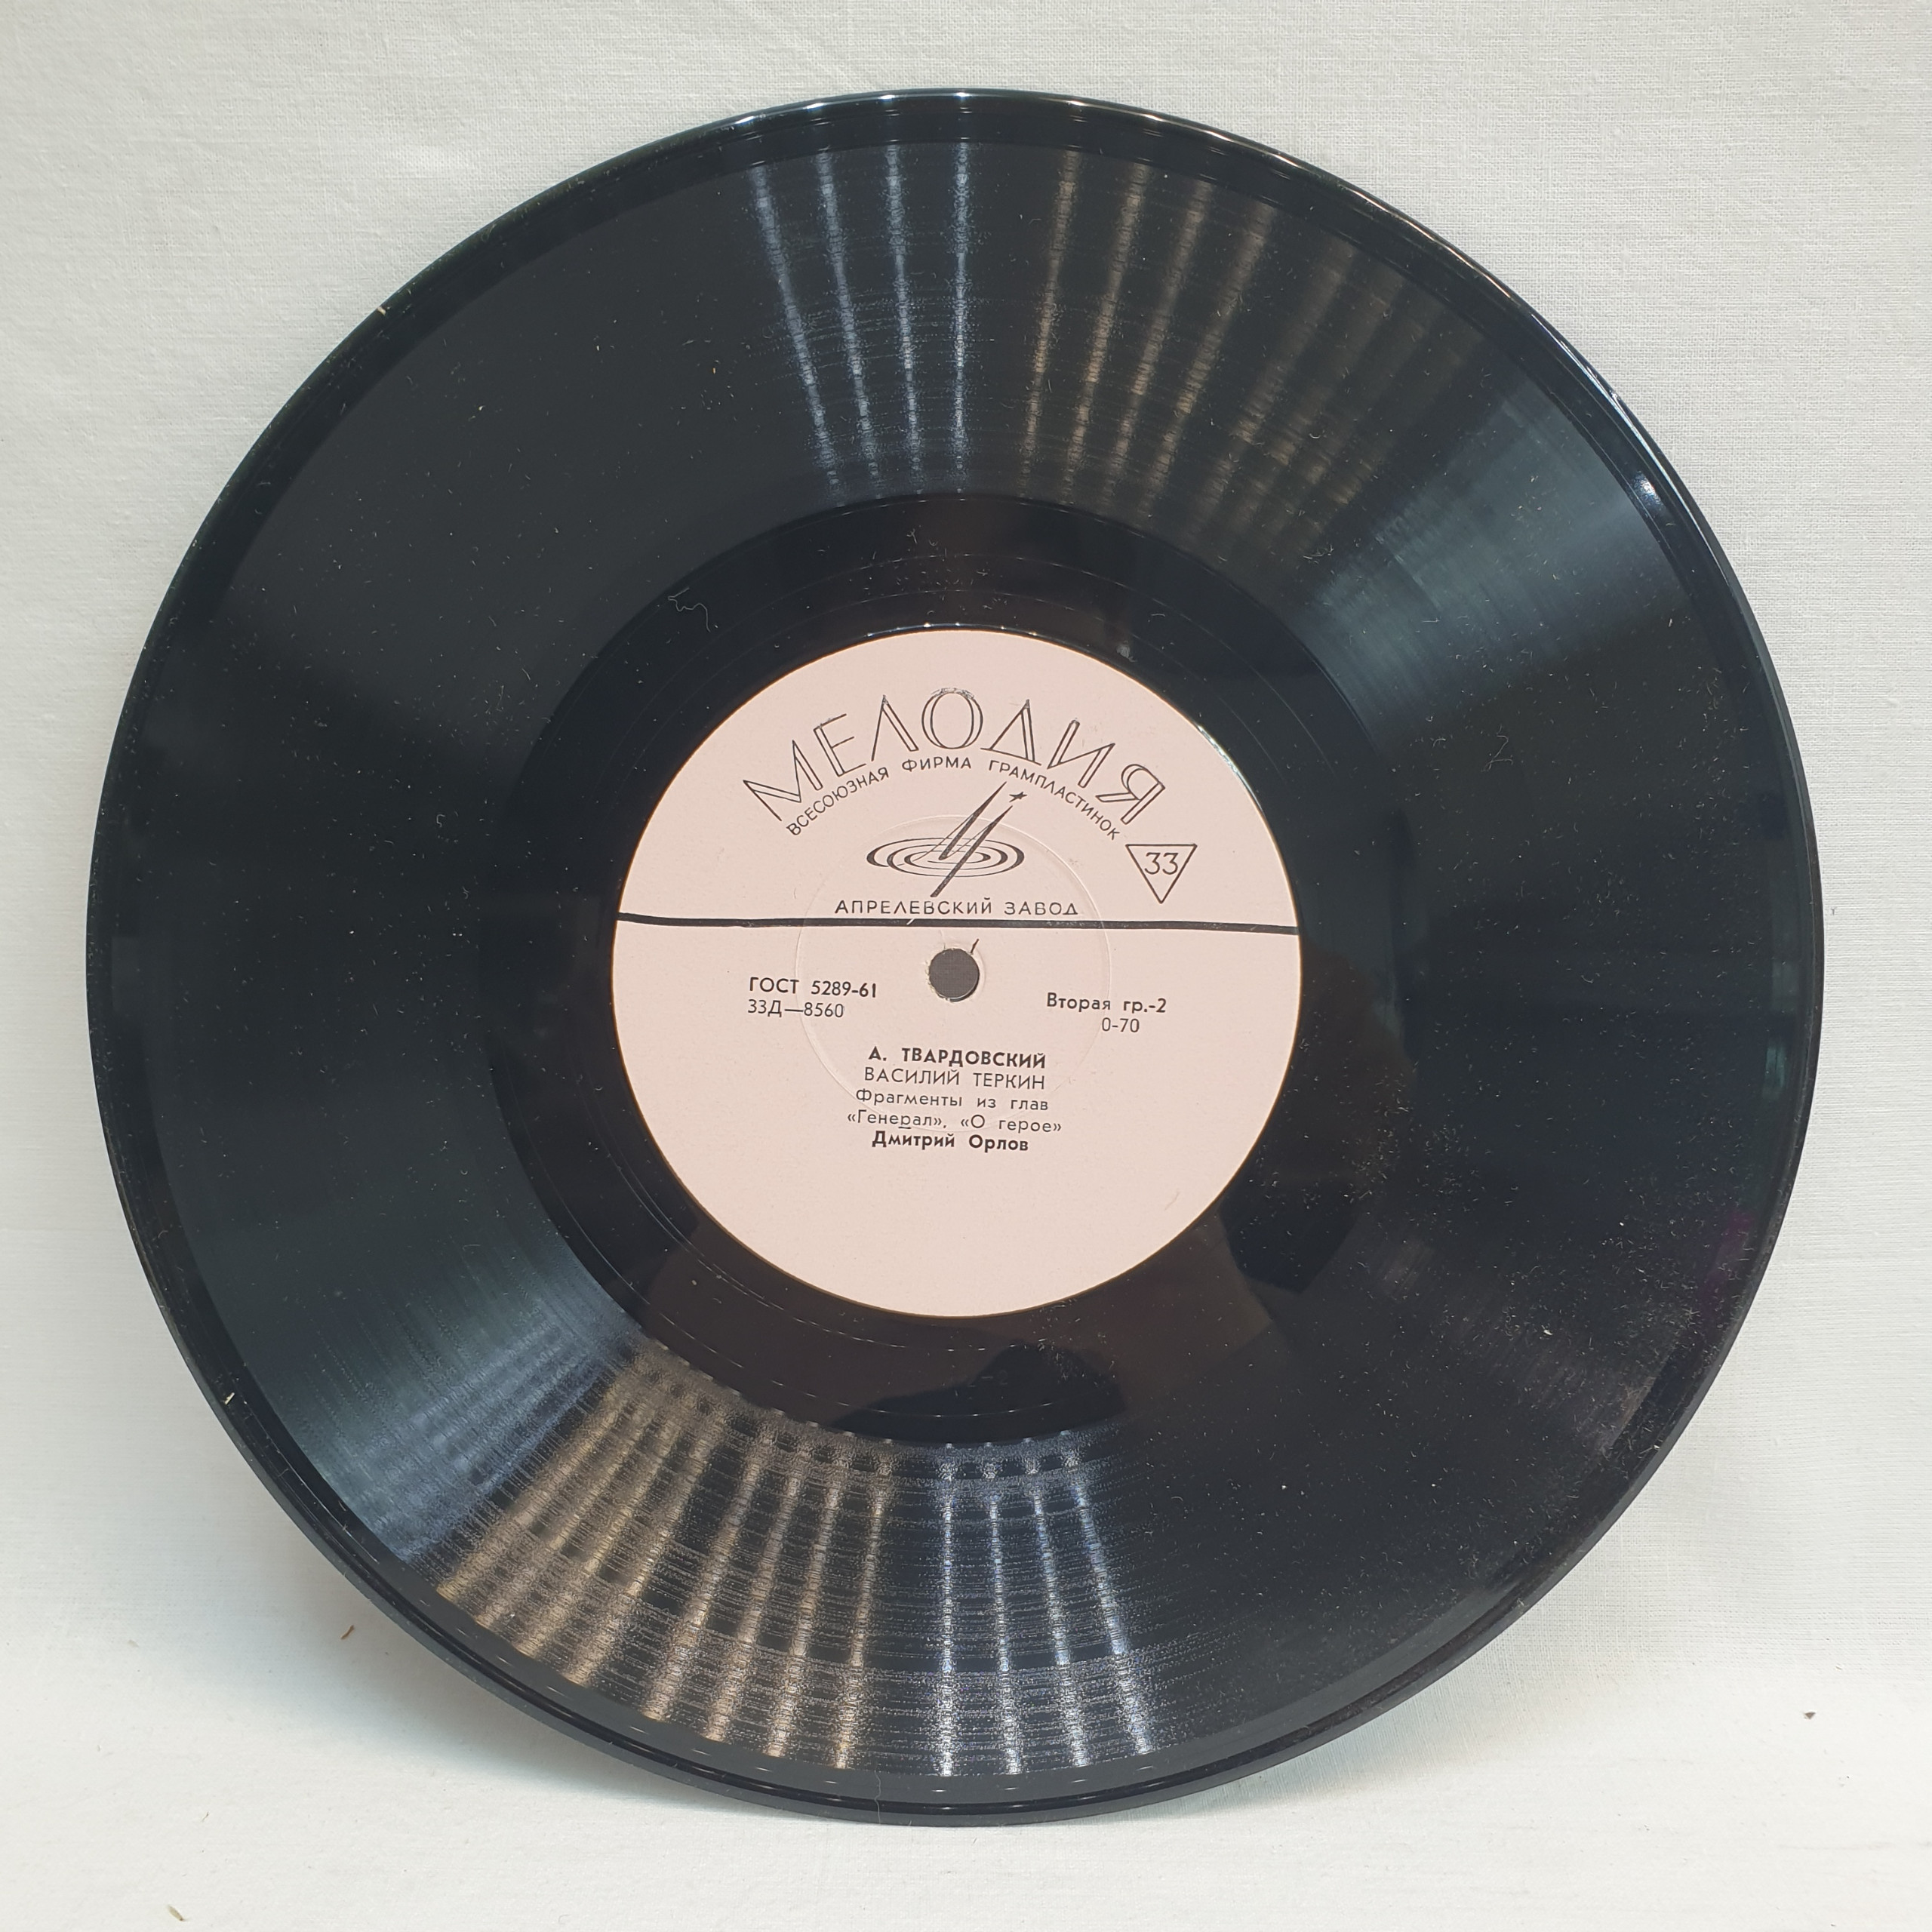 МЕЛОДИЯ
ВСЕСОЮЗНАЯ ФИРМА ГРАМПЛАСТИНОК
33
АПРЕЛЕВСКИЙ ЗАВОД
ГОСТ 5289-61 Вторая гр.-2
33Д—8560 0-70
А. ТВАРДОВСКИЙ
ВАСИЛИЙ ТЕРКИН
Фрагменты из глав
«Генерал», «О герое»
Дмитрий Орлов